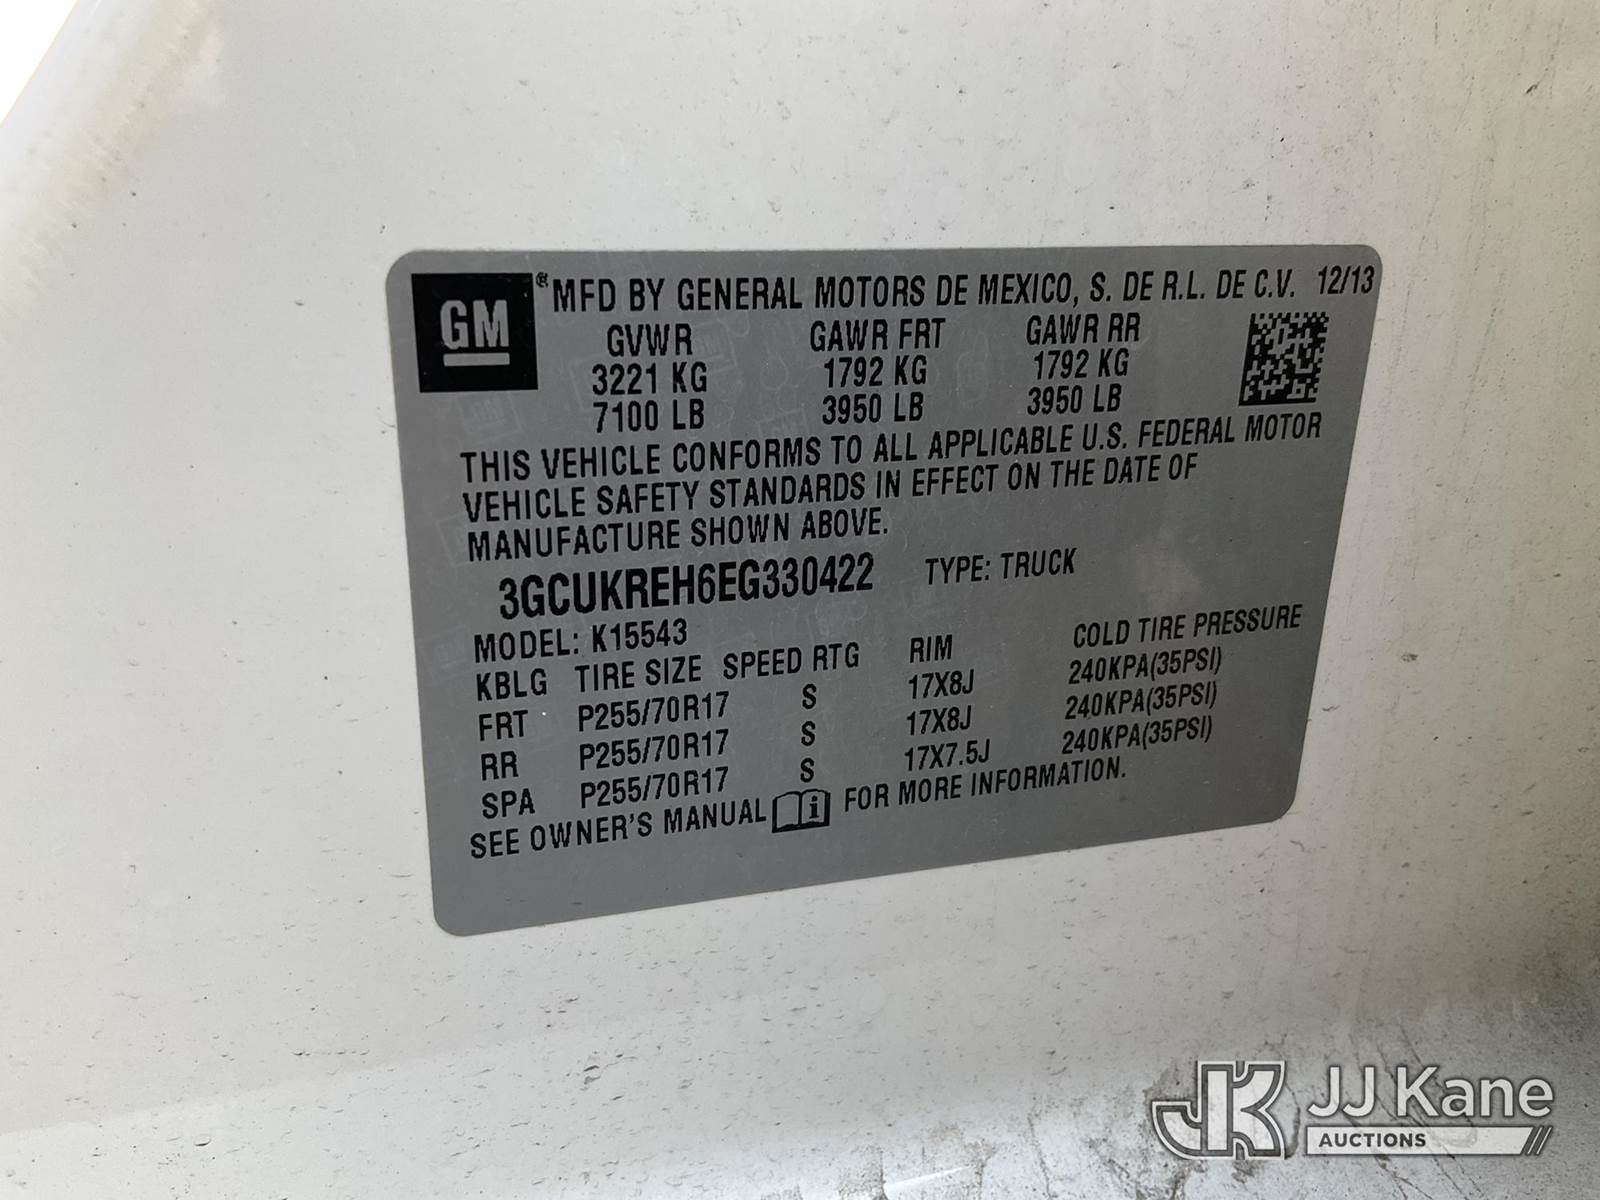 GM ® MFD BY GENERAL MOTORS DE MEXICO, S. DE R.L. DE C.V. 12/13
GVWR GAWR FRT GAWR RR
3221 KG 1792 KG 1792 KG
7100 LB 3950 LB 3950 LB
THIS VEHICLE CONFORMS TO ALL APPLICABLE U.S. FEDERAL MOTOR
VEHICLE SAFETY STANDARDS IN EFFECT ON THE DATE OF
MANUFACTURE SHOWN ABOVE.
3GCUKREH6EG330422 TYPE: TRUCK
MODEL: K15543
KBLG TIRE SIZE SPEED RTG RIM COLD TIRE PRESSURE
FRT P255/70R17 S 17X8J 240KPA(35PSI)
RR P255/70R17 S 17X8J 240KPA(35PSI)
SPA P255/70R17 S 17X7.5J 240KPA(35PSI)
SEE OWNER'S MANUAL i FOR MORE INFORMATION.
JK JJ Kane
AUCTIONS